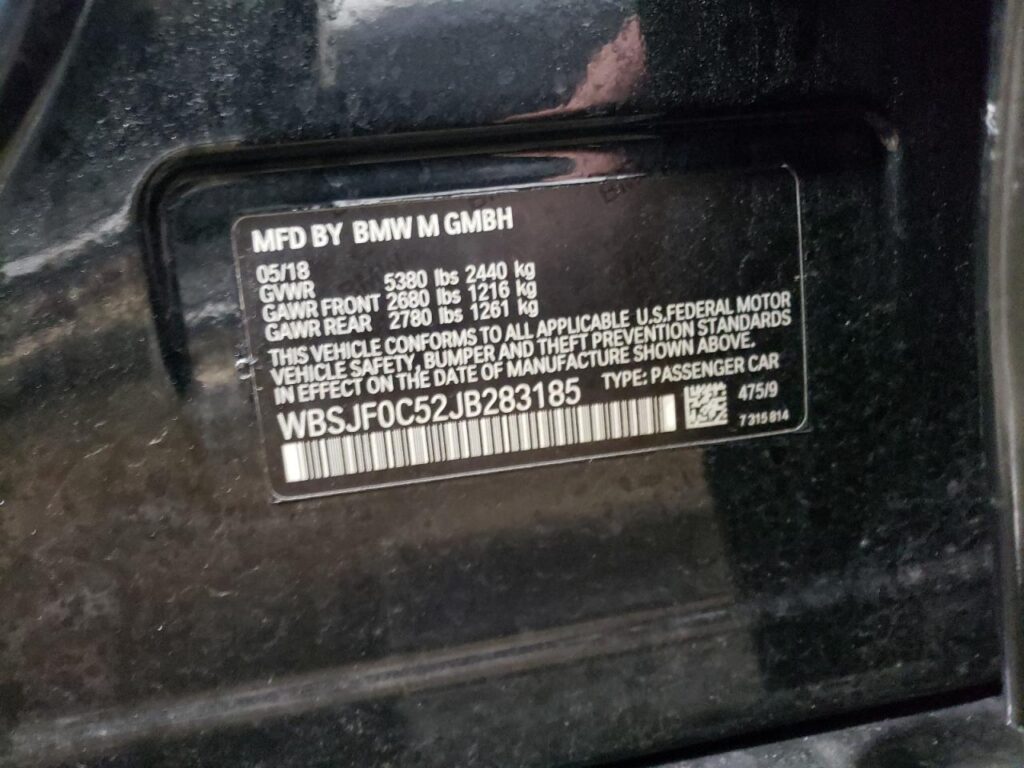 MFD BY BMW M GMBH
05/18
GVWR 5380 lbs 2440 kg
GAWR FRONT 2680 lbs 1216 kg
GAWR REAR 2780 lbs 1261 kg
THIS VEHICLE CONFORMS TO ALL APPLICABLE U.S.FEDERAL MOTOR
VEHICLE SAFETY, BUMPER AND THEFT PREVENTION STANDARDS
IN EFFECT ON THE DATE OF MANUFACTURE SHOWN ABOVE.
WBSJF0C52JB283185 TYPE: PASSENGER CAR
475/9
7 315 814